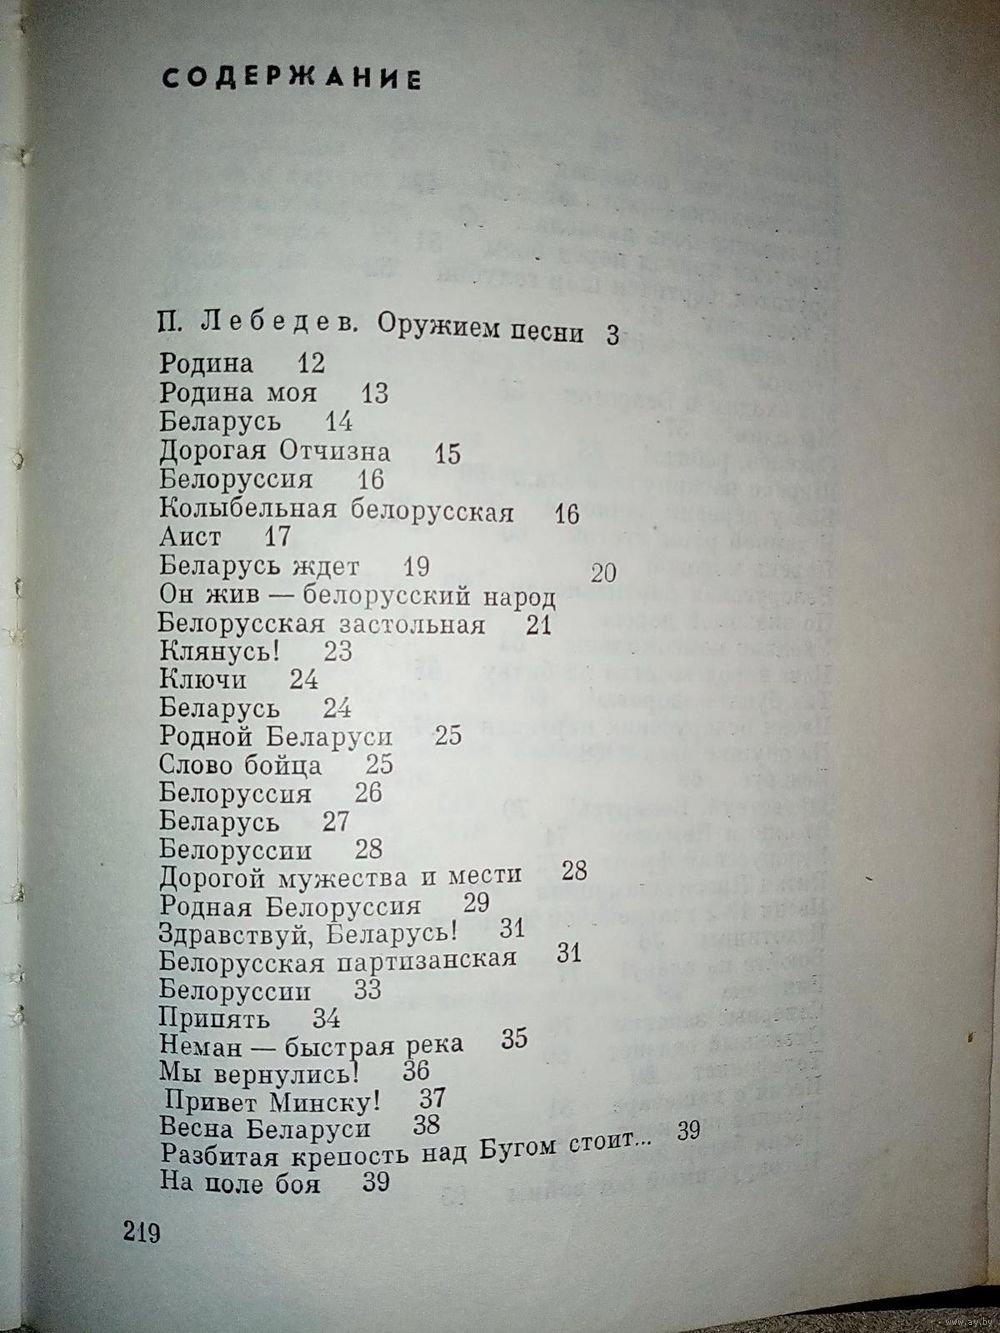 СОДЕРЖАНИЕ
П. Лебедев. Оружием песни 3
Родина 12
Родина моя 13
Беларусь 14
Дорогая Отчизна 15
Белоруссия 16
Колыбельная белорусская 16
Аист 17
Беларусь ждет 19
Он жив — белорусский народ 20
Белорусская застольная 21
Клянусь! 23
Ключи 24
Беларусь 24
Родной Беларуси 25
Слово бойца 25
Белоруссия 26
Беларусь 27
Белоруссии 28
Дорогой мужества и мести 28
Родная Белоруссия 29
Здравствуй, Беларусь! 31
Белорусская партизанская 31
Белоруссии 33
Припять 34
Неман — быстрая река 35
Мы вернулись! 36
Привет Минску! 37
Весна Беларуси 38
Разбитая крепость над Бугом стоит... 39
На поле боя 39
219
www.ay.by